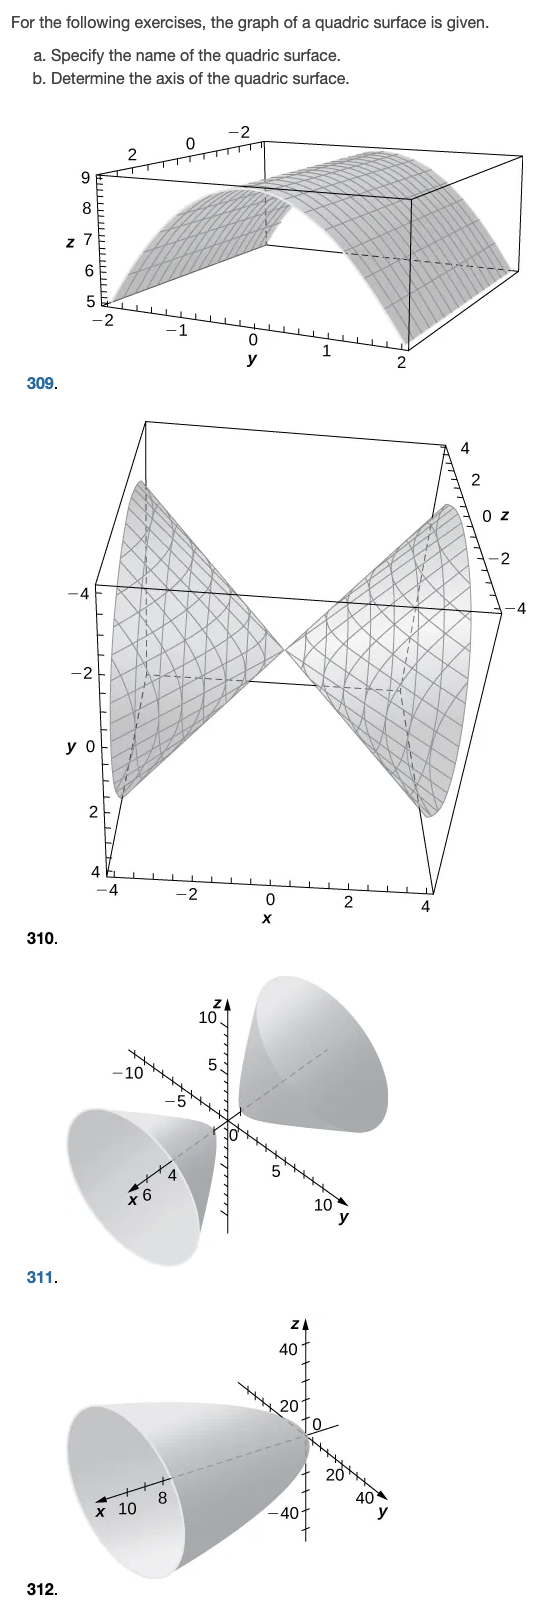 For the following exercises, the graph of a quadric surface is given.
a. Specify the name of the quadric surface.
b. Determine the axis of the quadric surface.
2 0 −2
9
8
z 7
6
5
−2 −1 0 1 2
y
309.
4
2
0 z
−2
−4
−4
−2
y 0
2
4
−4 −2 0 2 4
x
310.
z
10
5
−10
−5
0
4
5
x 6
10
y
311.
z
40
20
0
20
8
40
x 10
−40
y
312.